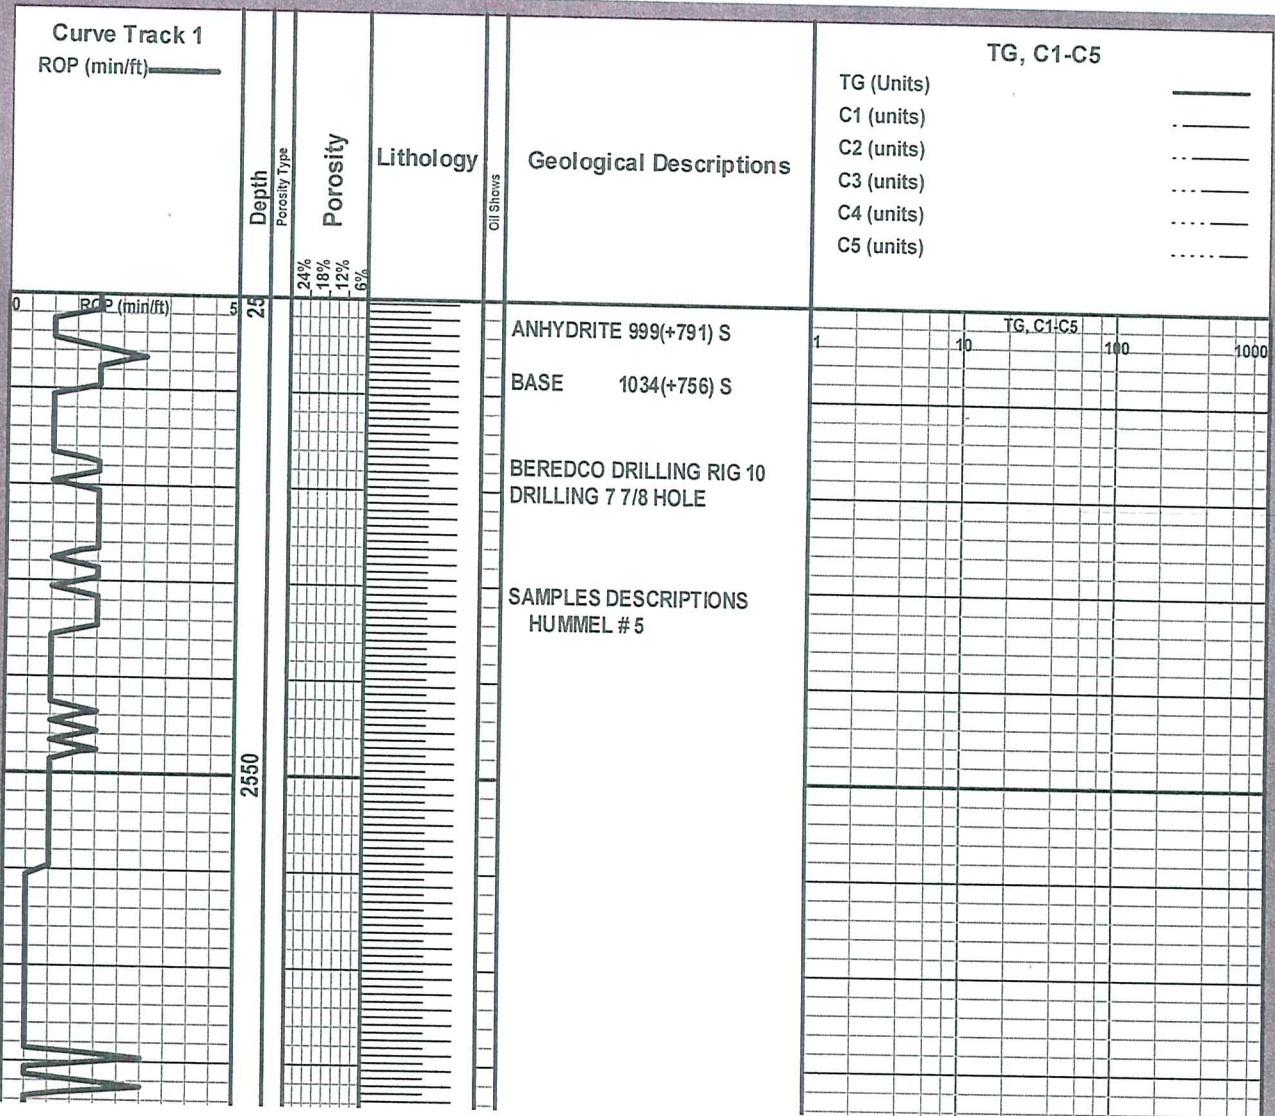 Curve Track 1
ROP (min/ft)
Depth
Porosity Type
Porosity
24%
18%
12%
6%
Lithology
Oil Shows
Geological Descriptions
TG, C1-C5
TG (Units)
C1 (units)
C2 (units)
C3 (units)
C4 (units)
C5 (units)
0 ROP (min/ft) 5
25
ANHYDRITE 999(+791) S
BASE 1034(+756) S
BEREDCO DRILLING RIG 10
DRILLING 7 7/8 HOLE
SAMPLES DESCRIPTIONS
HUMMEL # 5
TG, C1-C5
1 10 100 1000
2550